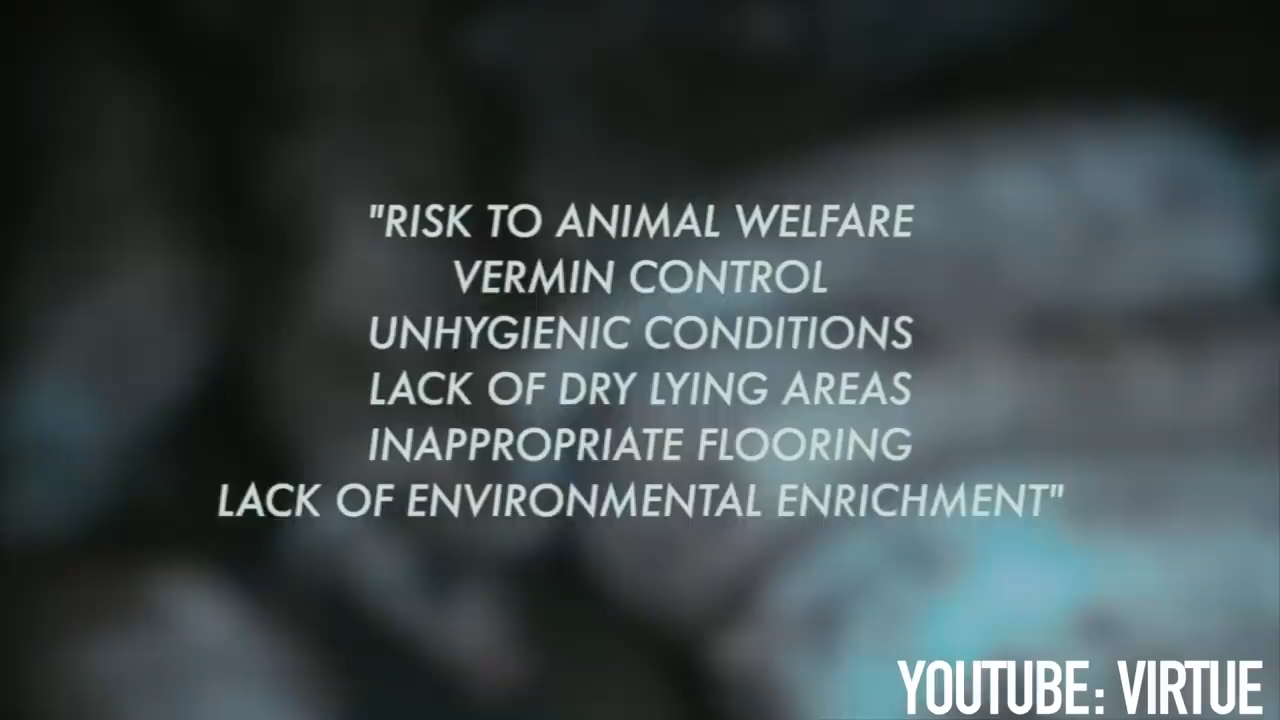 "RISK TO ANIMAL WELFARE
VERMIN CONTROL
UNHYGIENIC CONDITIONS
LACK OF DRY LYING AREAS
INAPPROPRIATE FLOORING
LACK OF ENVIRONMENTAL ENRICHMENT"
YOUTUBE: VIRTUE